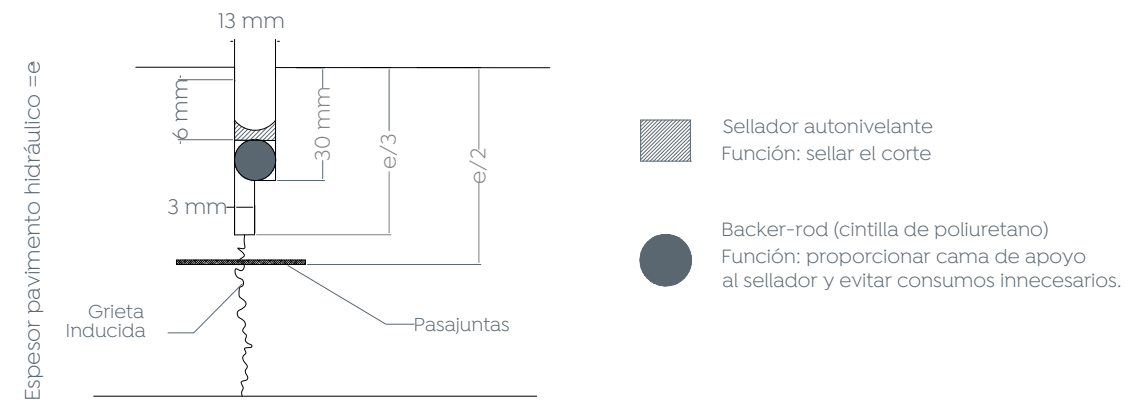 13 mm
Espesor pavimento hidráulico =e
6 mm
30 mm
e/3
e/2
3 mm
Grieta
Inducida
Pasajuntas
Sellador autonivelante
Función: sellar el corte
Backer-rod (cintilla de poliuretano)
Función: proporcionar cama de apoyo
al sellador y evitar consumos innecesarios.